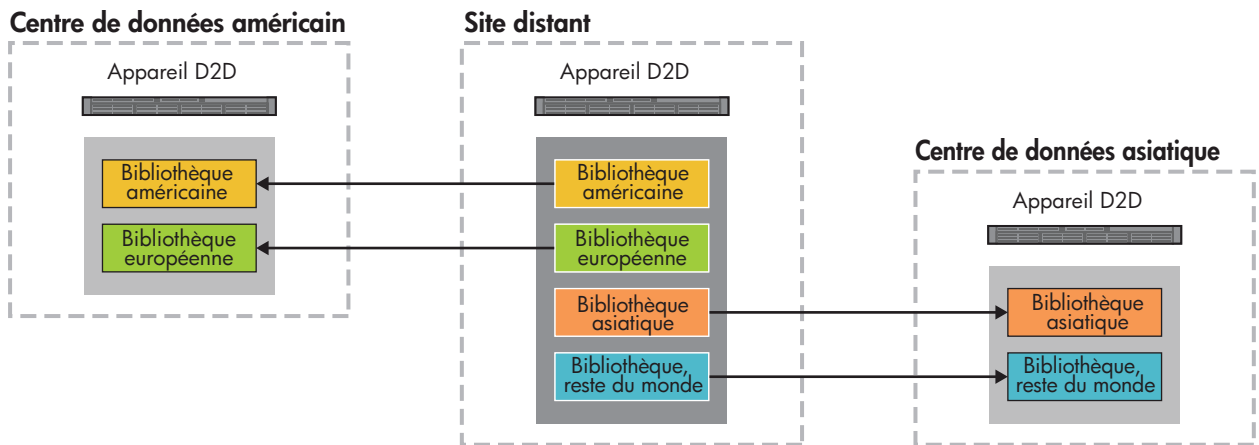 Centre de données américain
Appareil D2D
Bibliothèque
américaine
Bibliothèque
européenne
Site distant
Appareil D2D
Bibliothèque
américaine
Bibliothèque
européenne
Bibliothèque
asiatique
Bibliothèque,
reste du monde
Centre de données asiatique
Appareil D2D
Bibliothèque
asiatique
Bibliothèque,
reste du monde